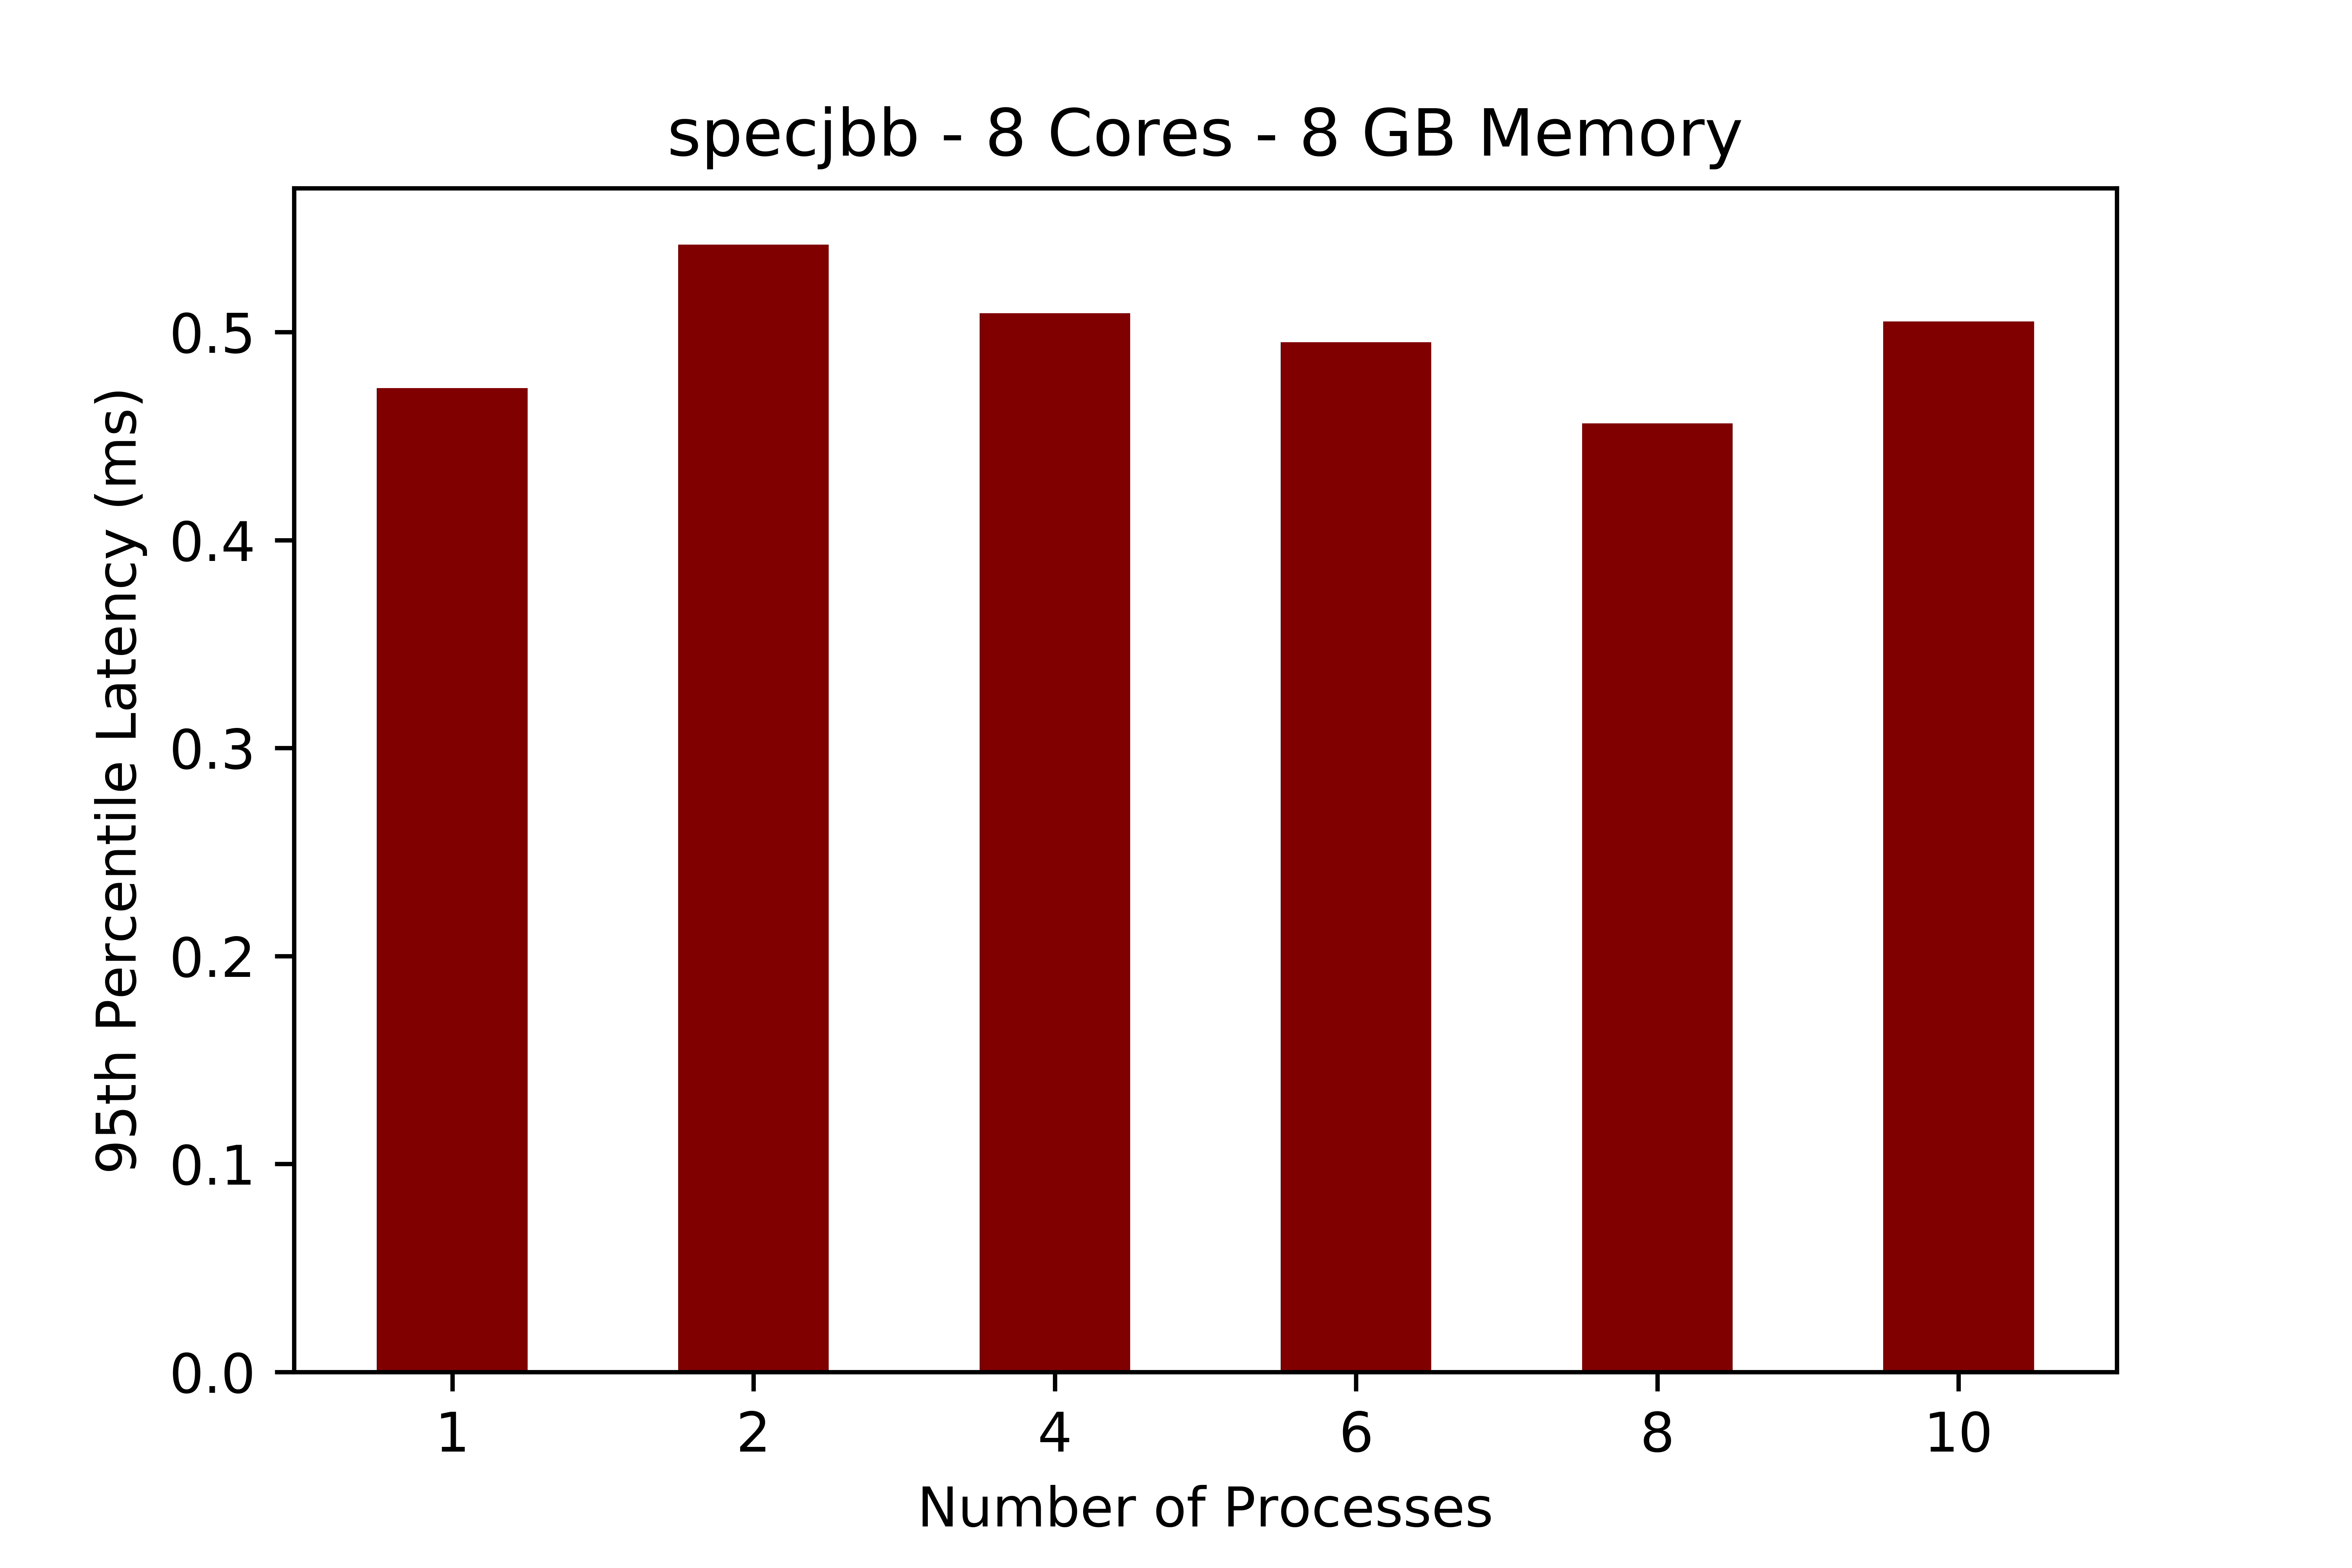 specjbb - 8 Cores - 8 GB Memory
95th Percentile Latency (ms)
0.5
0.4
0.3
0.2
0.1
0.0
1 2 4 6 8 10
Number of Processes